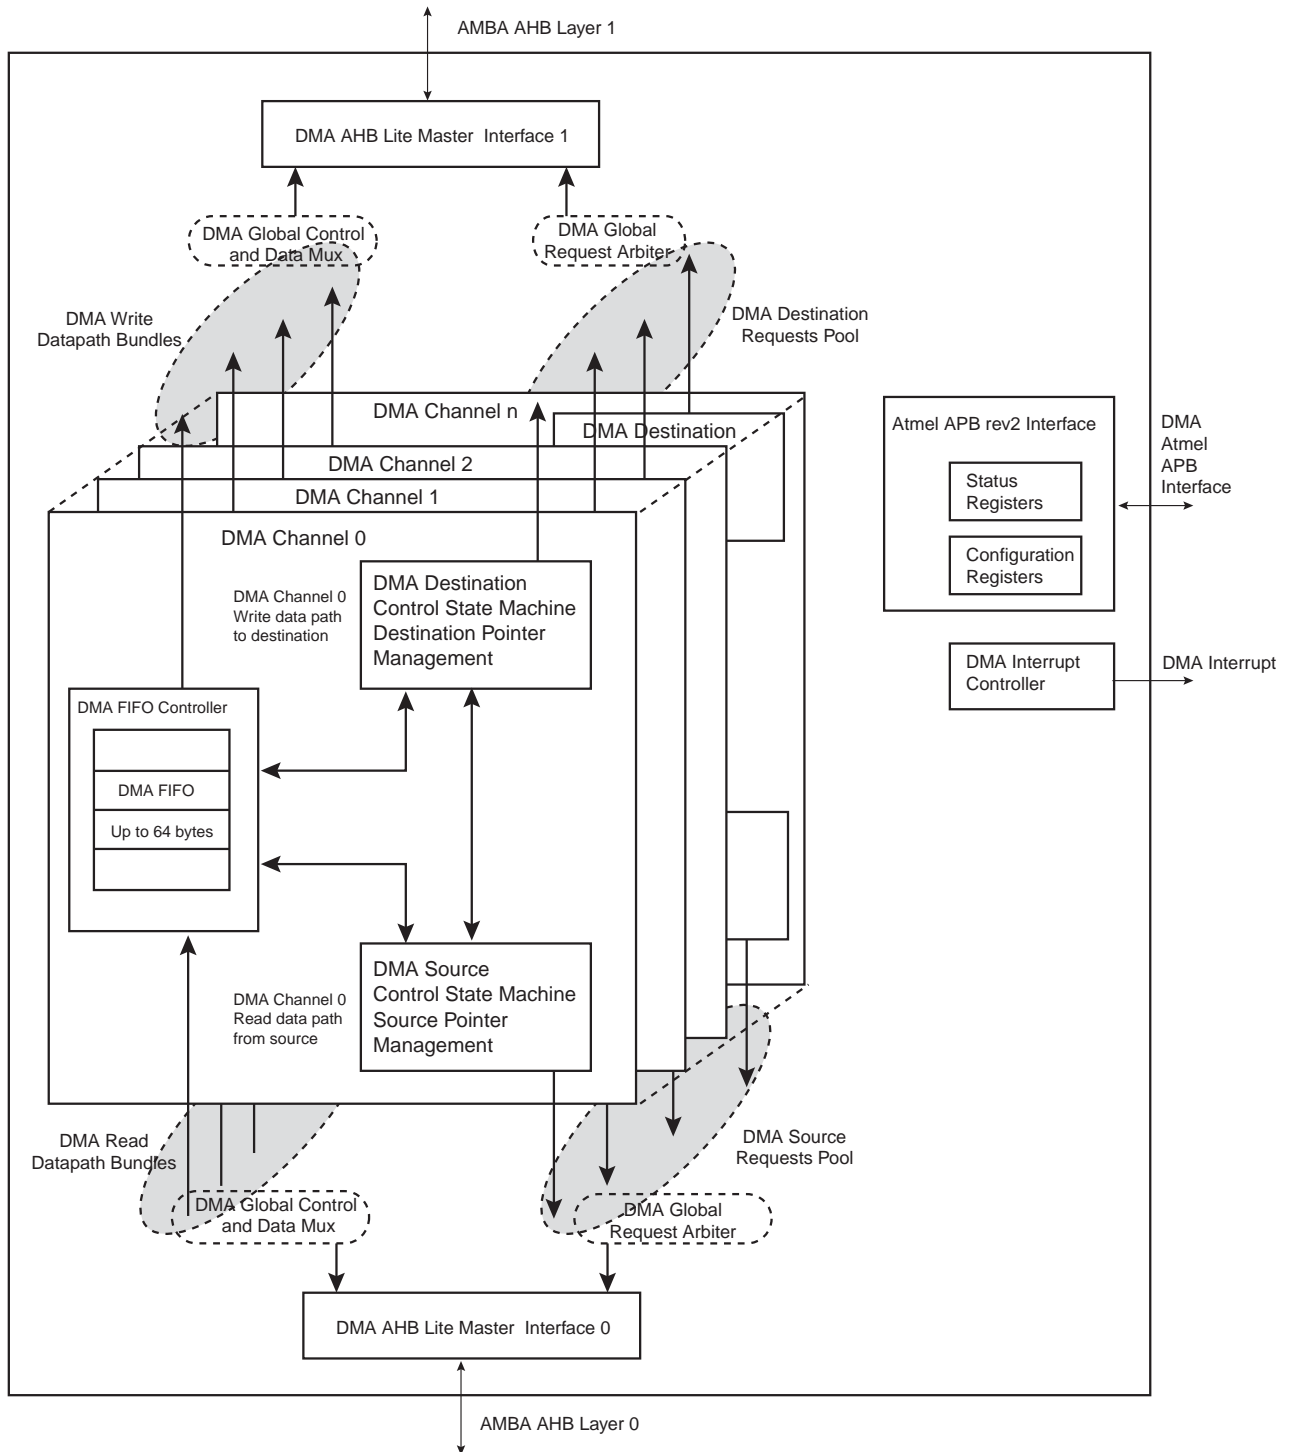 AMBA AHB Layer 1
DMA AHB Lite Master Interface 1
DMA Global Control
and Data Mux
DMA Global
Request Arbiter
DMA Write
Datapath Bundles
DMA Destination
Requests Pool
DMA Channel n
DMA Destination
DMA Channel 2
DMA Channel 1
DMA Channel 0
Atmel APB rev2 Interface
Status
Registers
Configuration
Registers
DMA
Atmel
APB
Interface
DMA Interrupt
Controller
DMA Interrupt
DMA Channel 0
Write data path
to destination
DMA Destination
Control State Machine
Destination Pointer
Management
DMA FIFO Controller
DMA FIFO
Up to 64 bytes
DMA Channel 0
Read data path
from source
DMA Source
Control State Machine
Source Pointer
Management
DMA Read
Datapath Bundles
DMA Source
Requests Pool
DMA Global Control
and Data Mux
DMA Global
Request Arbiter
DMA AHB Lite Master Interface 0
AMBA AHB Layer 0